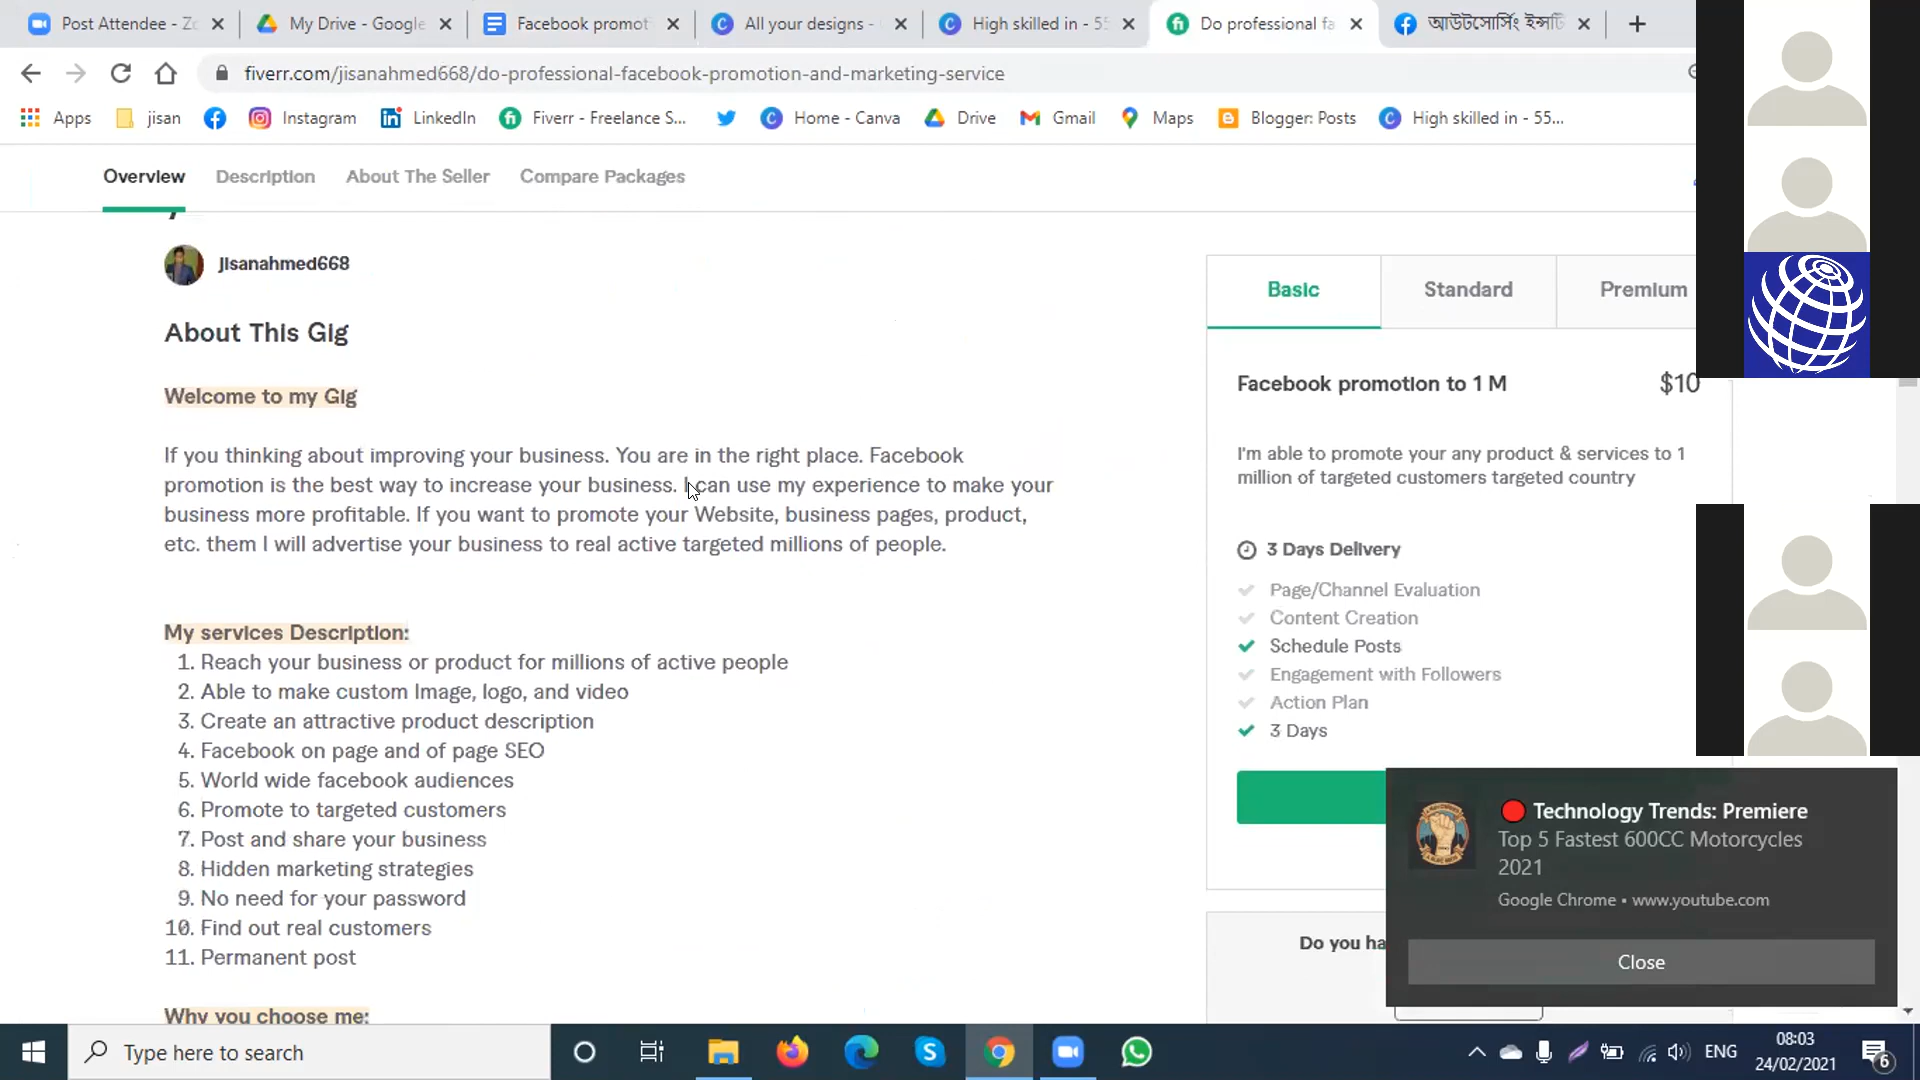 Post Attendee - Zo
My Drive - Google
Facebook promot
All your designs -
High skilled in - 55
Do professional fa
আউটসোর্সিং ইন্সটি
fiverr.com/jisanahmed668/do-professional-facebook-promotion-and-marketing-service
Apps
jisan
Instagram
LinkedIn
Fiverr - Freelance S...
Home - Canva
Drive
Gmail
Maps
Blogger: Posts
High skilled in - 55...
Overview
Description
About The Seller
Compare Packages
jisanahmed668
About This Gig
Welcome to my Gig
If you thinking about improving your business. You are in the right place. Facebook
promotion is the best way to increase your business. I can use my experience to make your
business more profitable. If you want to promote your Website, business pages, product,
etc. them I will advertise your business to real active targeted millions of people.
My services Description:
1. Reach your business or product for millions of active people
2. Able to make custom Image, logo, and video
3. Create an attractive product description
4. Facebook on page and of page SEO
5. World wide facebook audiences
6. Promote to targeted customers
7. Post and share your business
8. Hidden marketing strategies
9. No need for your password
10. Find out real customers
11. Permanent post
Why you choose me:
Basic
Standard
Premium
Facebook promotion to 1 M
$10
I'm able to promote your any product & services to 1
million of targeted customers targeted country
3 Days Delivery
Page/Channel Evaluation
Content Creation
Schedule Posts
Engagement with Followers
Action Plan
3 Days
Do you ha
Technology Trends: Premiere
Top 5 Fastest 600CC Motorcycles
2021
Google Chrome • www.youtube.com
Close
Type here to search
ENG
08:03
24/02/2021
6